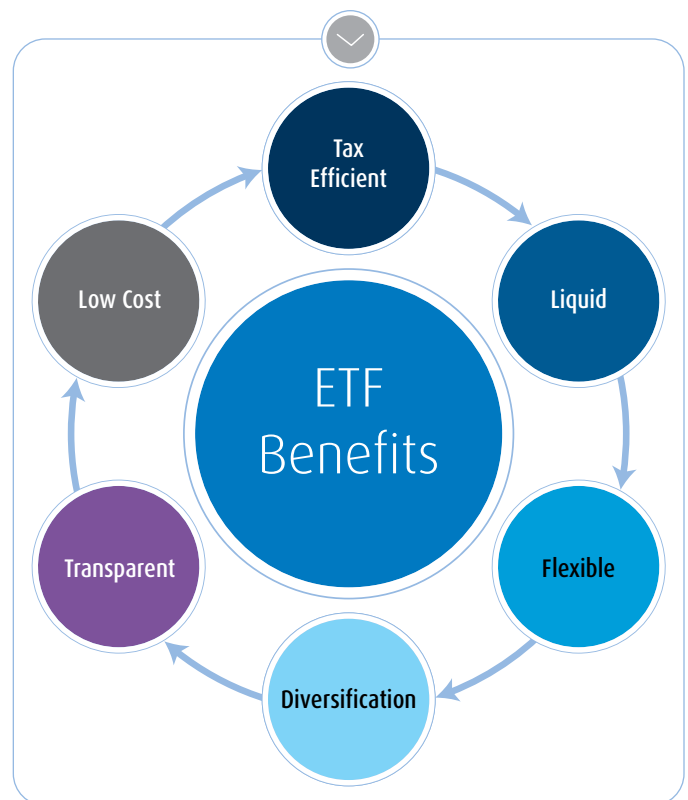 Tax
Efficient
Low Cost
Liquid
ETF
Benefits
Transparent
Flexible
Diversification